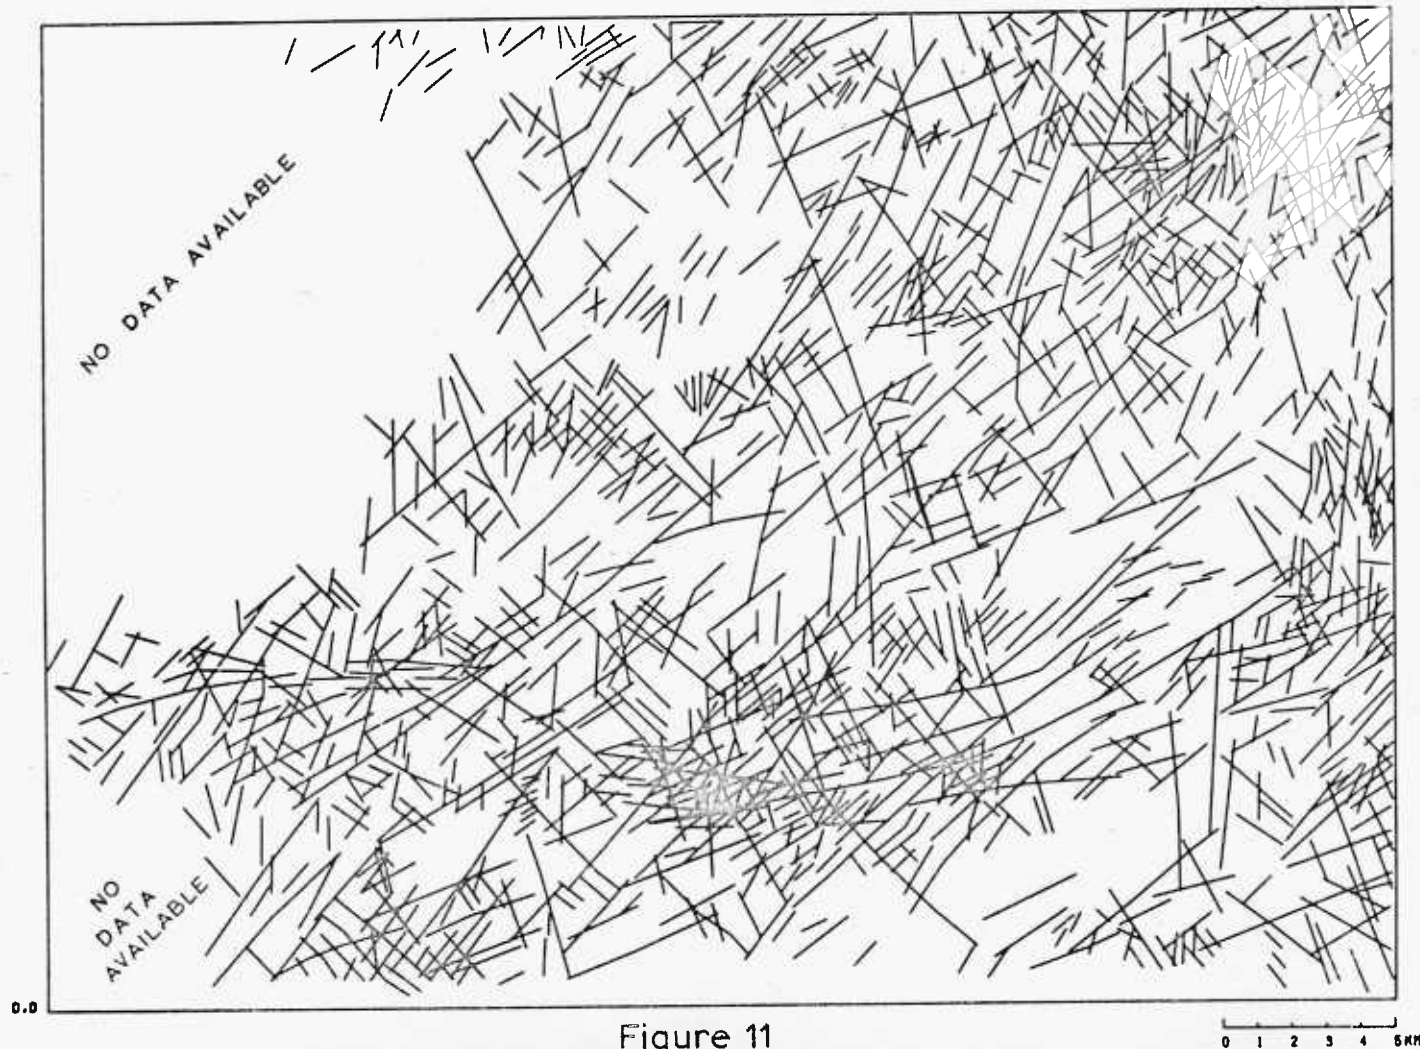 NO DATA AVAILABLE
NO
DATA
AVAILABLE
0.0
Figure 11
0 1 2 3 4 5KM